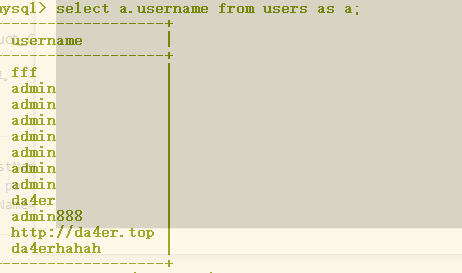 mysql> select a.username from users as a;
username
fff
admin
admin
admin
admin
admin
admin
admin
da4er
admin888
http://da4er.top
da4erhahah